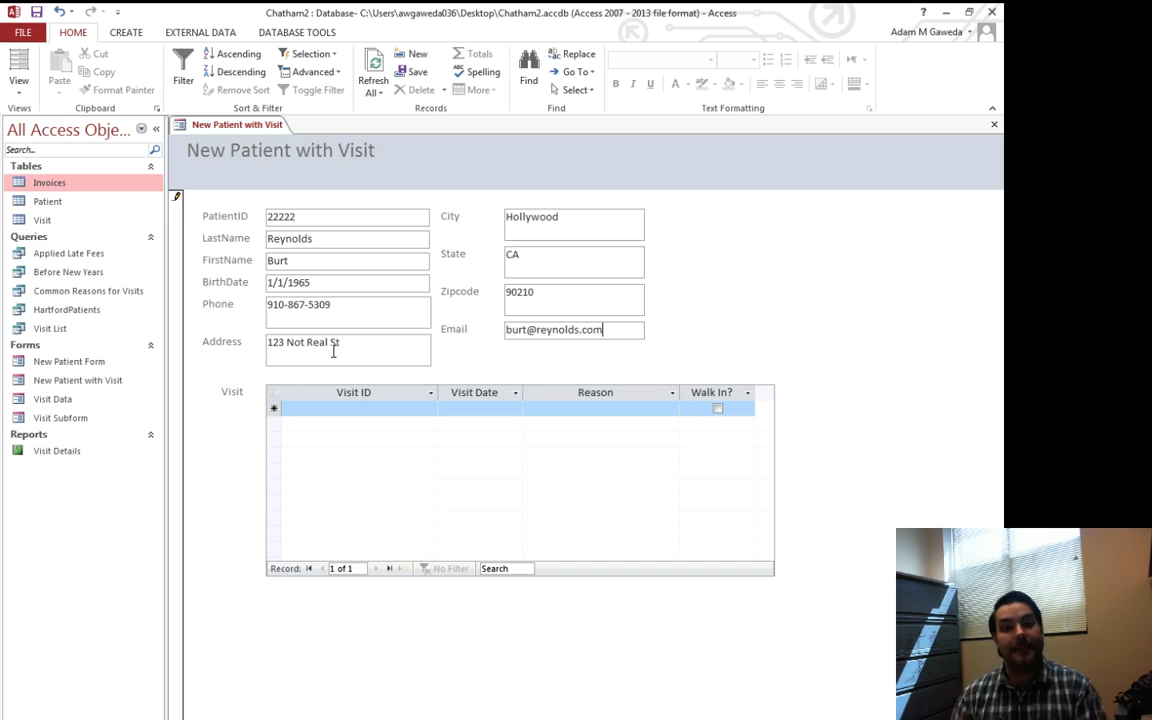 Chatham2 : Database- C:\Users\awgaweda036\Desktop\Chatham2.accdb (Access 2007 - 2013 file format) - Access
FILE HOME CREATE EXTERNAL DATA DATABASE TOOLS
Adam M Gaweda
View
Views
Paste
Cut
Copy
Format Painter
Clipboard
Filter
Ascending
Descending
Remove Sort
Selection
Advanced
Toggle Filter
Sort & Filter
Refresh
All
New
Save
Delete
Totals
Spelling
More
Records
Find
Replace
Go To
Select
Find
B I U A
Text Formatting
All Access Obje...
Search...
Tables
Invoices
Patient
Visit
Queries
Applied Late Fees
Before New Years
Common Reasons for Visits
HartfordPatients
Visit List
Forms
New Patient Form
New Patient with Visit
Visit Data
Visit Subform
Reports
Visit Details
New Patient with Visit
New Patient with Visit
PatientID 22222
LastName Reynolds
FirstName Burt
BirthDate 1/1/1965
Phone 910-867-5309
Address 123 Not Real St
City Hollywood
State CA
Zipcode 90210
Email burt@reynolds.com
Visit
Visit ID Visit Date Reason Walk In?
Record: 1 of 1 No Filter Search